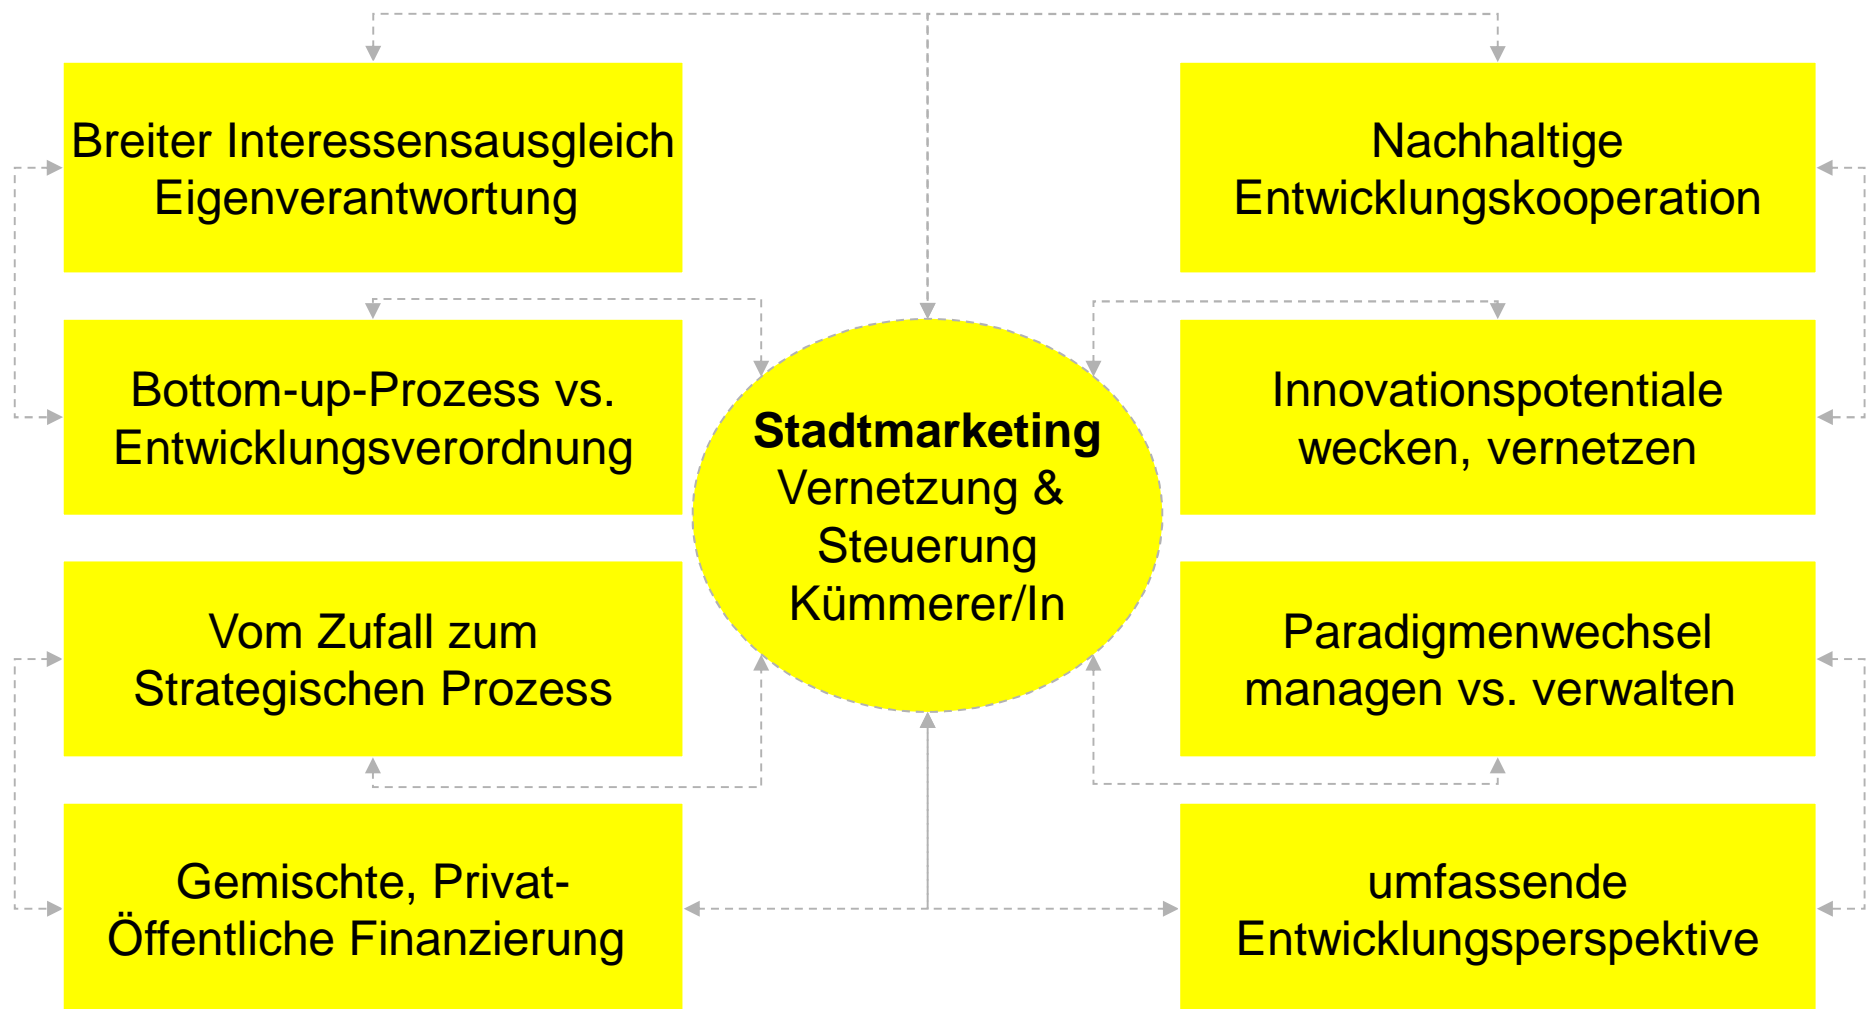 Breiter Interessensausgleich
Eigenverantwortung
Nachhaltige
Entwicklungskooperation
Bottom-up-Prozess vs.
Entwicklungsverordnung
Stadtmarketing
Vernetzung &
Steuerung
Kümmerer/In
Innovationspotentiale
wecken, vernetzen
Vom Zufall zum
Strategischen Prozess
Paradigmenwechsel
managen vs. verwalten
Gemischte, Privat-
Öffentliche Finanzierung
umfassende
Entwicklungsperspektive